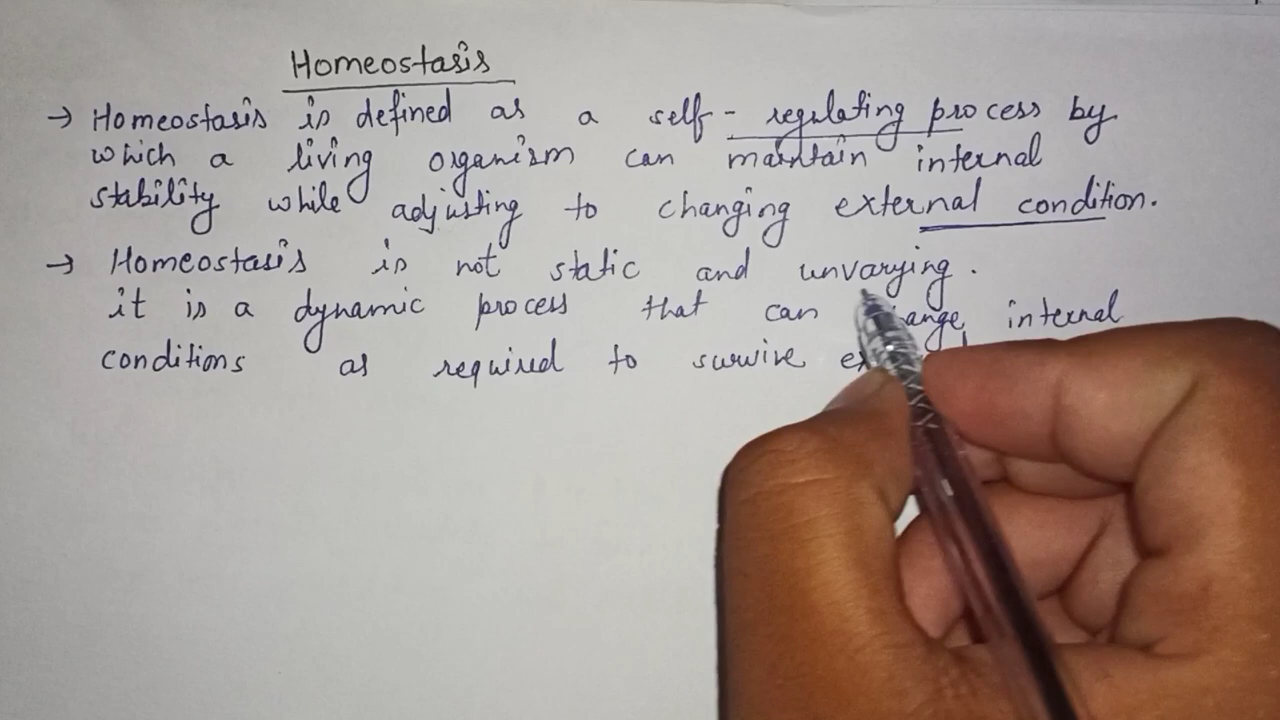 Homeostasis
→ Homeostasis is defined as a self-regulating process by
which a living organism can maintain internal
stability while adjusting to changing external condition.
→ Homeostasis is not static and unvarying.
it is a dynamic process that can internal
conditions as required to survive